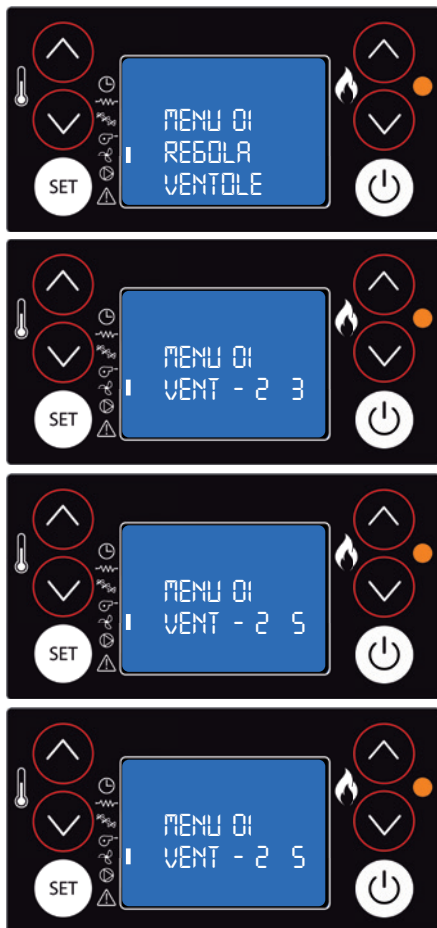 MENU 01
REGOLA
VENTOLE
SET
MENU 01
VENT - 2 3
SET
MENU 01
VENT - 2 5
SET
MENU 01
VENT - 2 5
SET